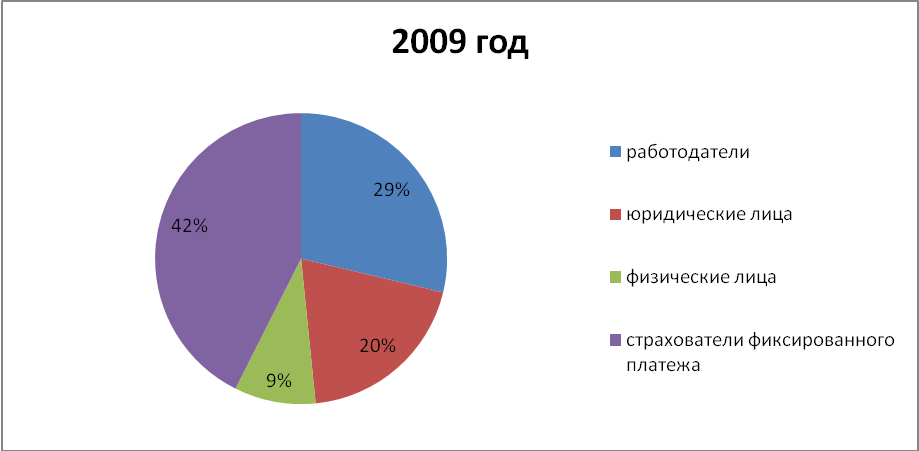 2009 год
29%
20%
9%
42%
работодатели
юридические лица
физические лица
страхователи фиксированного
платежа